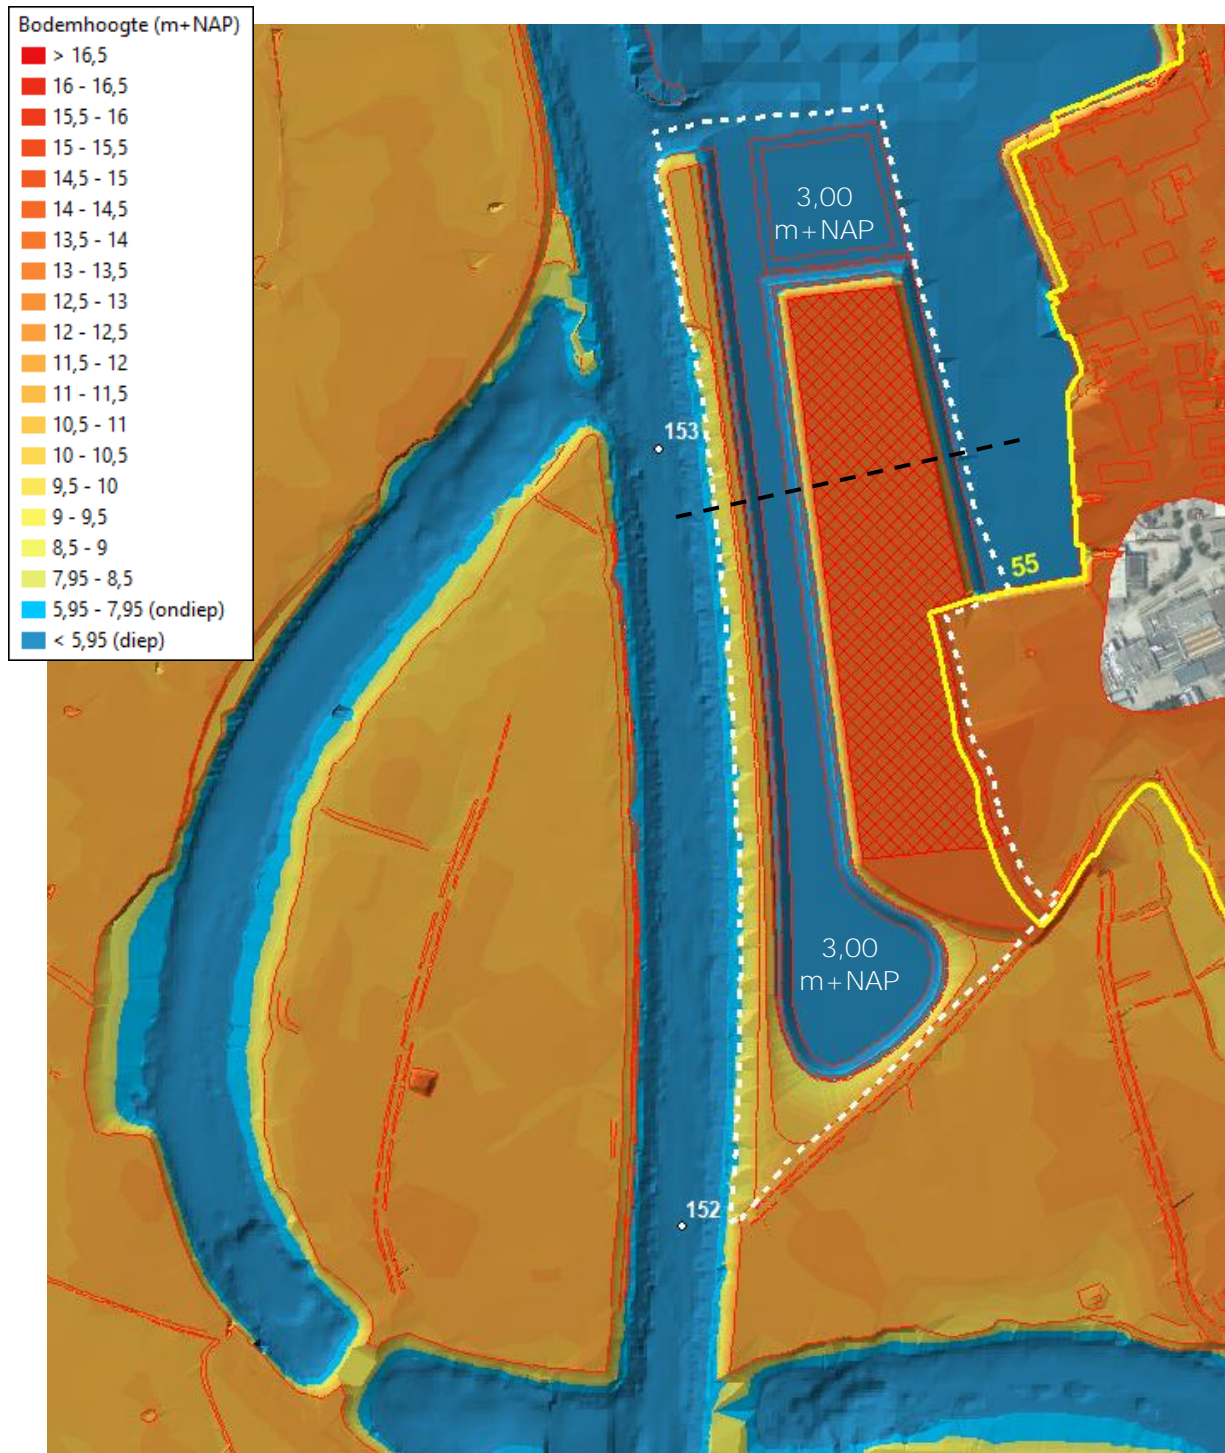 Bodemhoogte (m+NAP)
> 16,5
16 - 16,5
15,5 - 16
15 - 15,5
14,5 - 15
14 - 14,5
13,5 - 14
13 - 13,5
12,5 - 13
12 - 12,5
11,5 - 12
11 - 11,5
10,5 - 11
10 - 10,5
9,5 - 10
9 - 9,5
8,5 - 9
7,95 - 8,5
5,95 - 7,95 (ondiep)
< 5,95 (diep)
3,00
m+NAP
153
55
3,00
m+NAP
152